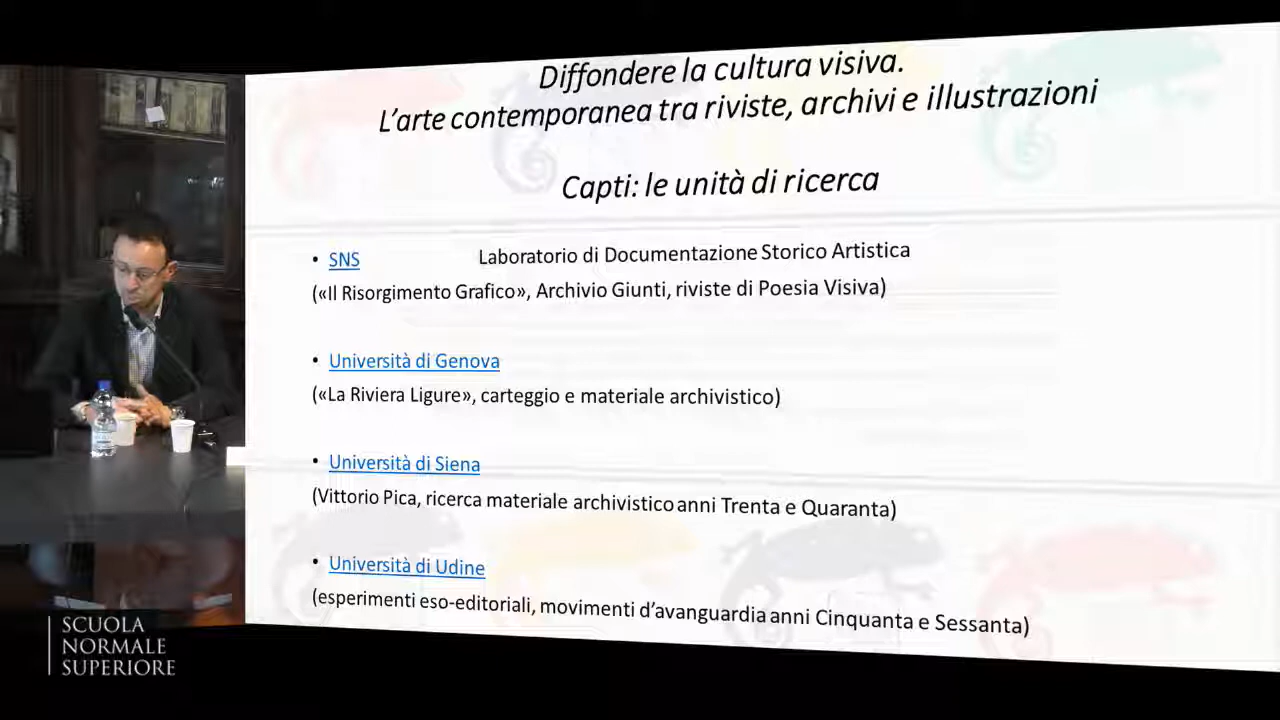 Diffondere la cultura visiva.
L'arte contemporanea tra riviste, archivi e illustrazioni
Capti: le unità di ricerca
• SNS Laboratorio di Documentazione Storico Artistica
(«Il Risorgimento Grafico», Archivio Giunti, riviste di Poesia Visiva)
• Università di Genova
(«La Riviera Ligure», carteggio e materiale archivistico)
• Università di Siena
(Vittorio Pica, ricerca materiale archivistico anni Trenta e Quaranta)
• Università di Udine
(esperimenti eso-editoriali, movimenti d'avanguardia anni Cinquanta e Sessanta)
SCUOLA
NORMALE
SUPERIORE